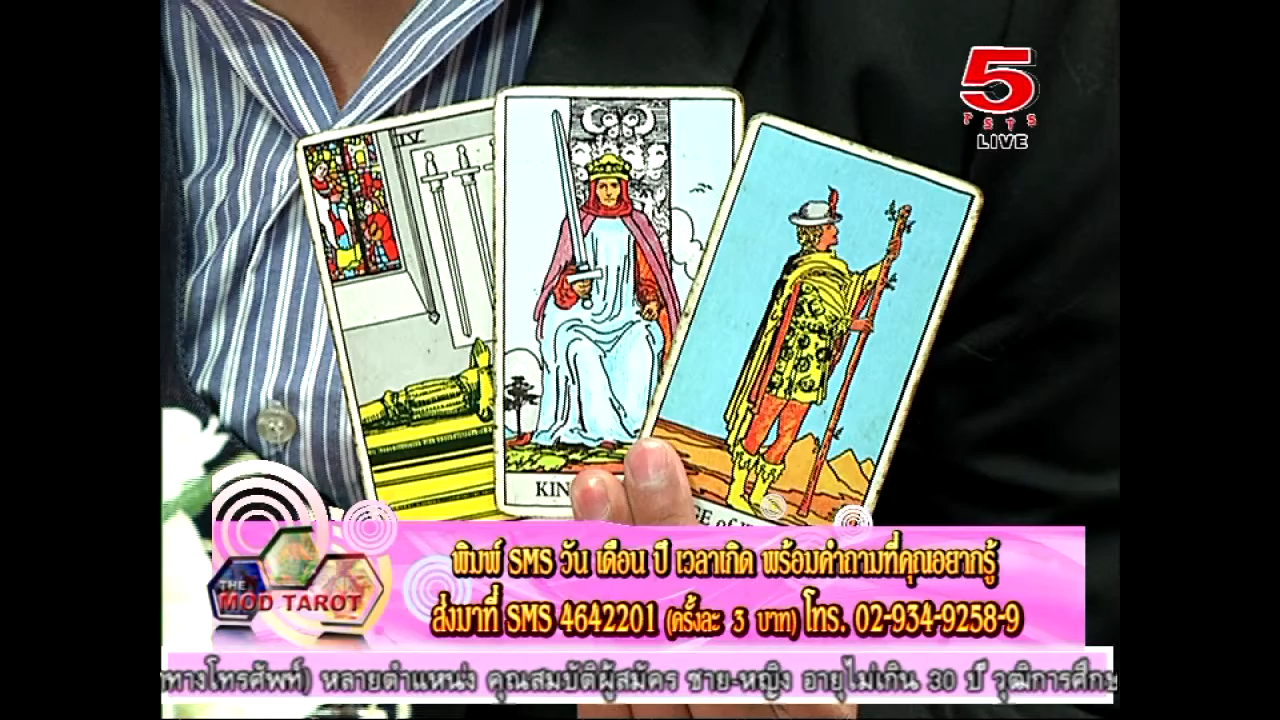 5
TSTS
LIVE
IV
KIN
GE of
พิมพ์ SMS วัน เดือน ปี เวลาเกิด พร้อมคำถามที่คุณอยากรู้
THE
MOD TAROT
ส่งมาที่ SMS 4642201 (ครั้งละ 3 บาท) โทร. 02-934-9258-9
ทางโทรศัพท์) หลายตำแหน่ง คุณสมบัติผู้สมัคร ชาย-หญิง อายุไม่เกิน 30 ปี วุฒิการศึกษ